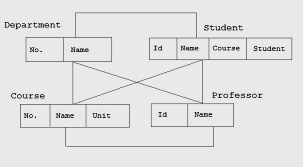 Department
Student
No. Name
Id Name Course Student
Course
Professor
No. Name Unit
Id Name